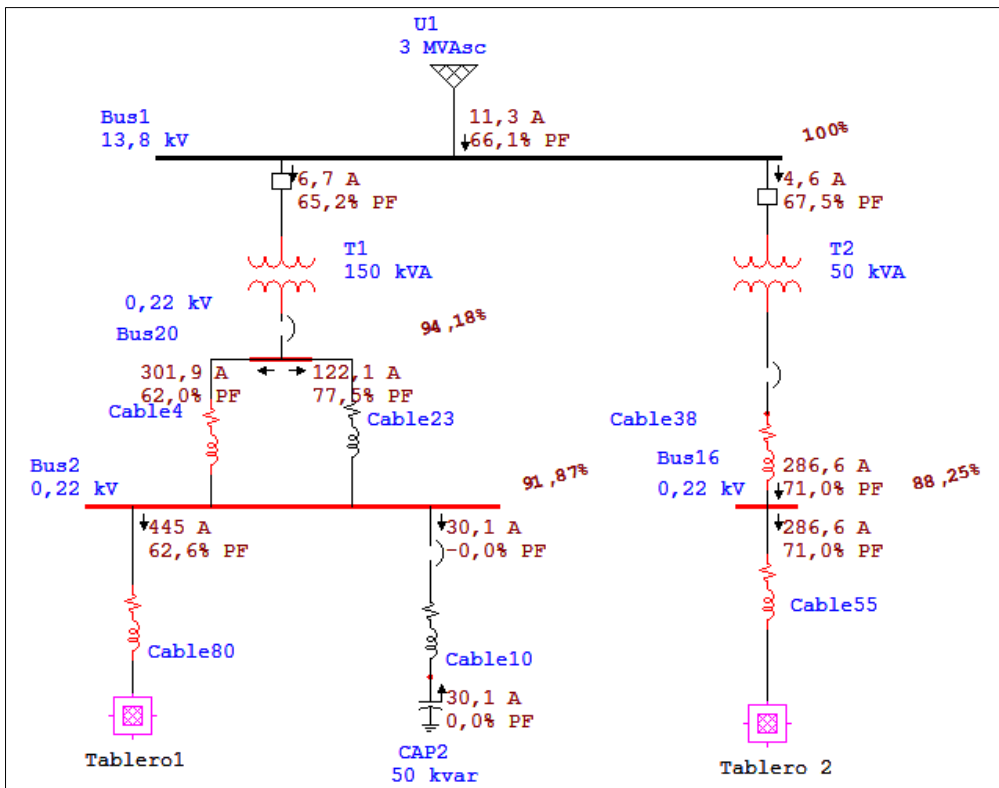 U1
3 MVAsc
Bus1
13,8 kV
11,3 A
66,1% PF
100%
6,7 A
65,2% PF
4,6 A
67,5% PF
T1
150 kVA
T2
50 kVA
0,22 kV
Bus20
94,18%
301,9 A
62,0% PF
122,1 A
77,5% PF
Cable4
Cable23
Cable38
Bus2
0,22 kV
91,87%
Bus16
0,22 kV
286,6 A
71,0% PF
88,25%
445 A
62,6% PF
30,1 A
-0,0% PF
286,6 A
71,0% PF
Cable55
Cable80
Cable10
30,1 A
0,0% PF
Tablero1
CAP2
50 kvar
Tablero 2